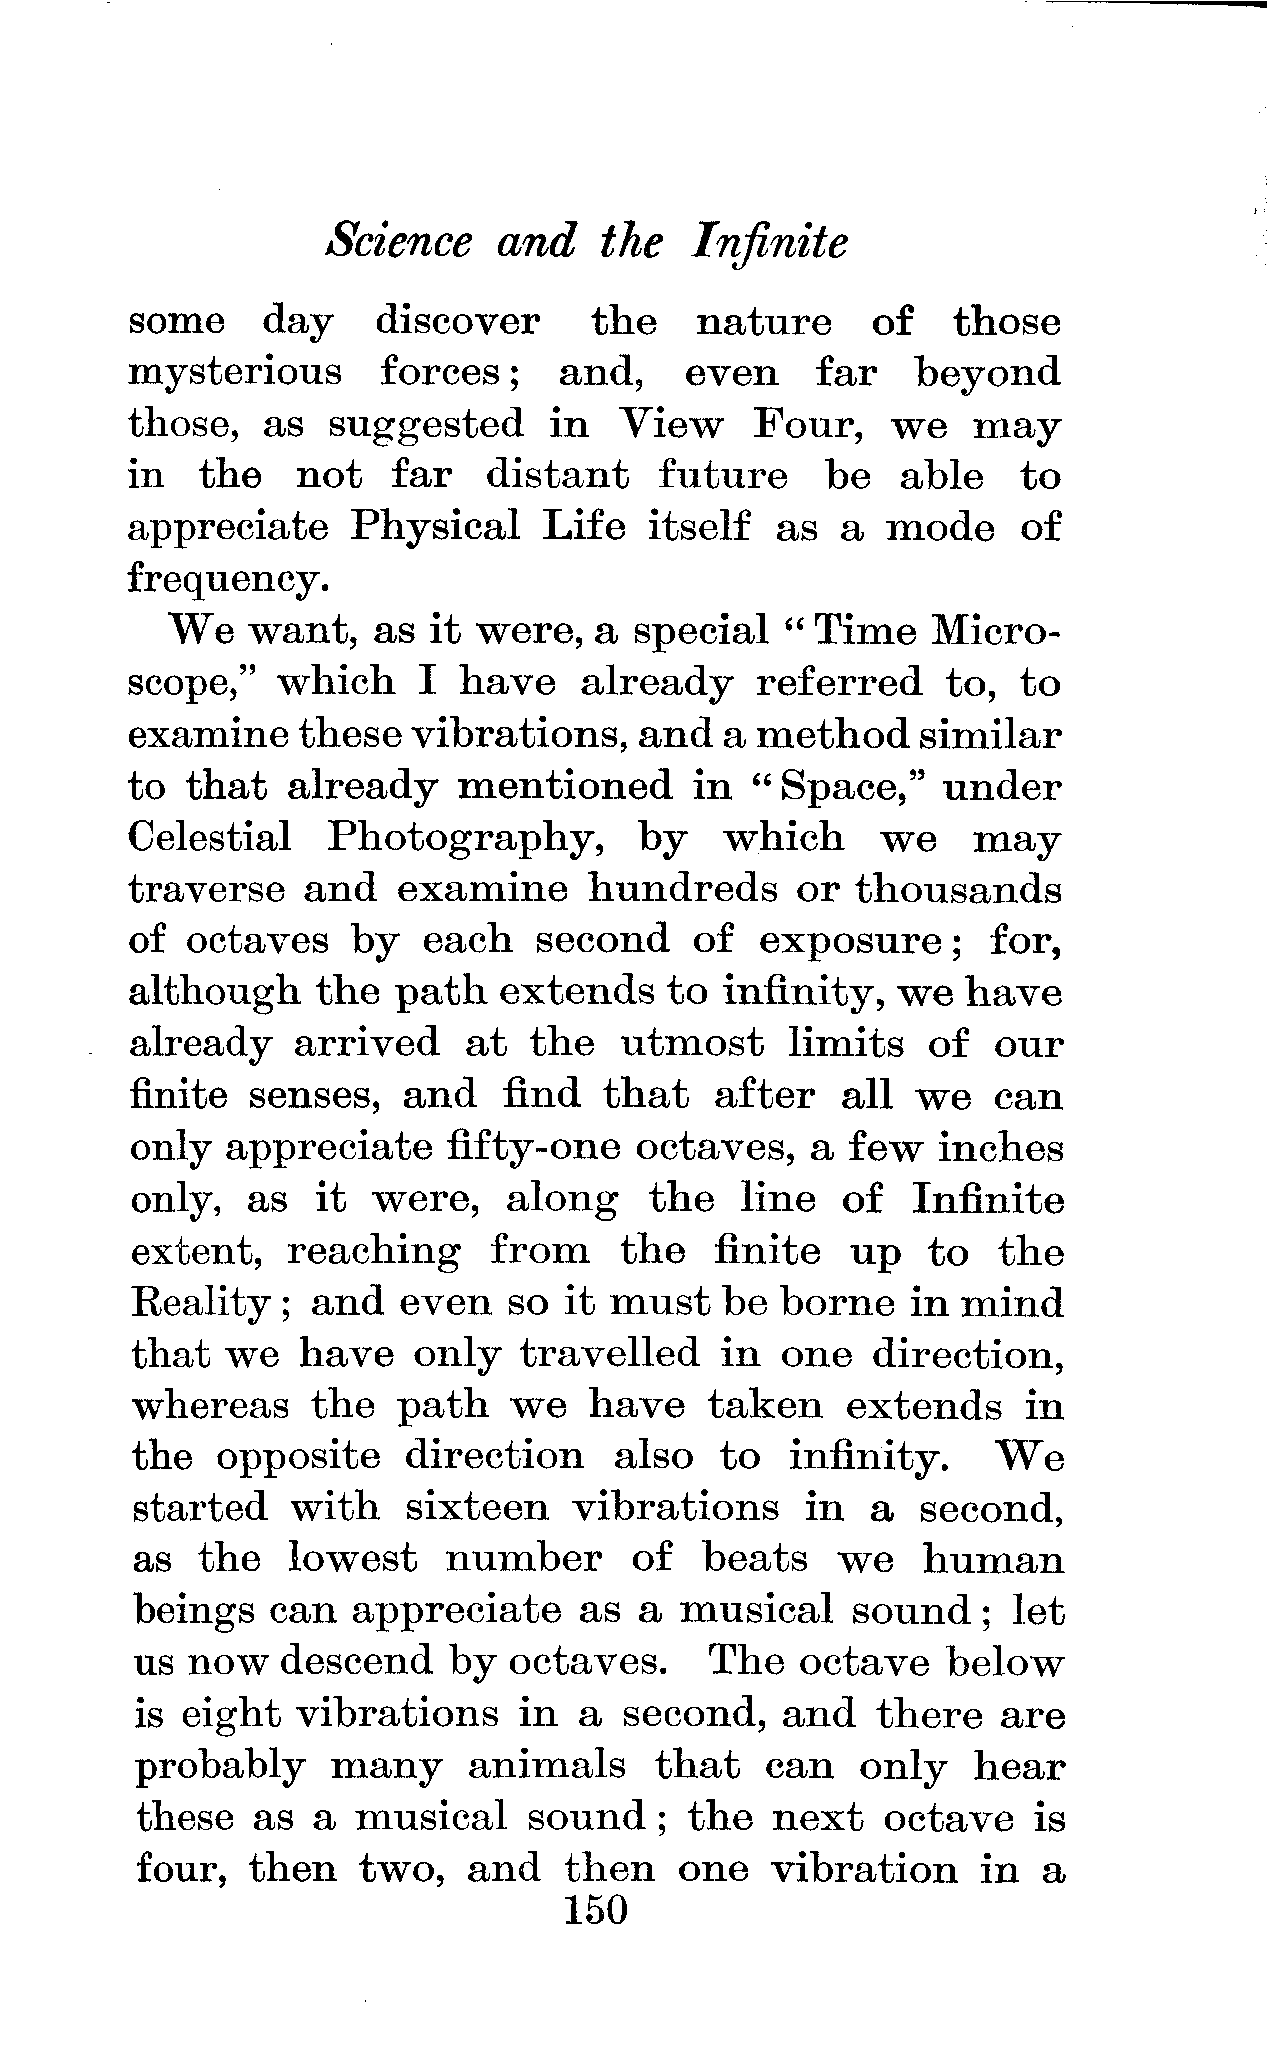 Science and the Infinite
some day discover the nature of those
mysterious forces; and, even far beyond
those, as suggested in View Four, we may
in the not far distant future be able to
appreciate Physical Life itself as a mode of
frequency.
We want, as it were, a special “Time Micro-
scope,” which I have already referred to, to
examine these vibrations, and a method similar
to that already mentioned in “Space,” under
Celestial Photography, by which we may
traverse and examine hundreds or thousands
of octaves by each second of exposure; for,
although the path extends to infinity, we have
already arrived at the utmost limits of our
finite senses, and find that after all we can
only appreciate fifty-one octaves, a few inches
only, as it were, along the line of Infinite
extent, reaching from the finite up to the
Reality; and even so it must be borne in mind
that we have only travelled in one direction,
whereas the path we have taken extends in
the opposite direction also to infinity. We
started with sixteen vibrations in a second,
as the lowest number of beats we human
beings can appreciate as a musical sound; let
us now descend by octaves. The octave below
is eight vibrations in a second, and there are
probably many animals that can only hear
these as a musical sound; the next octave is
four, then two, and then one vibration in a
150